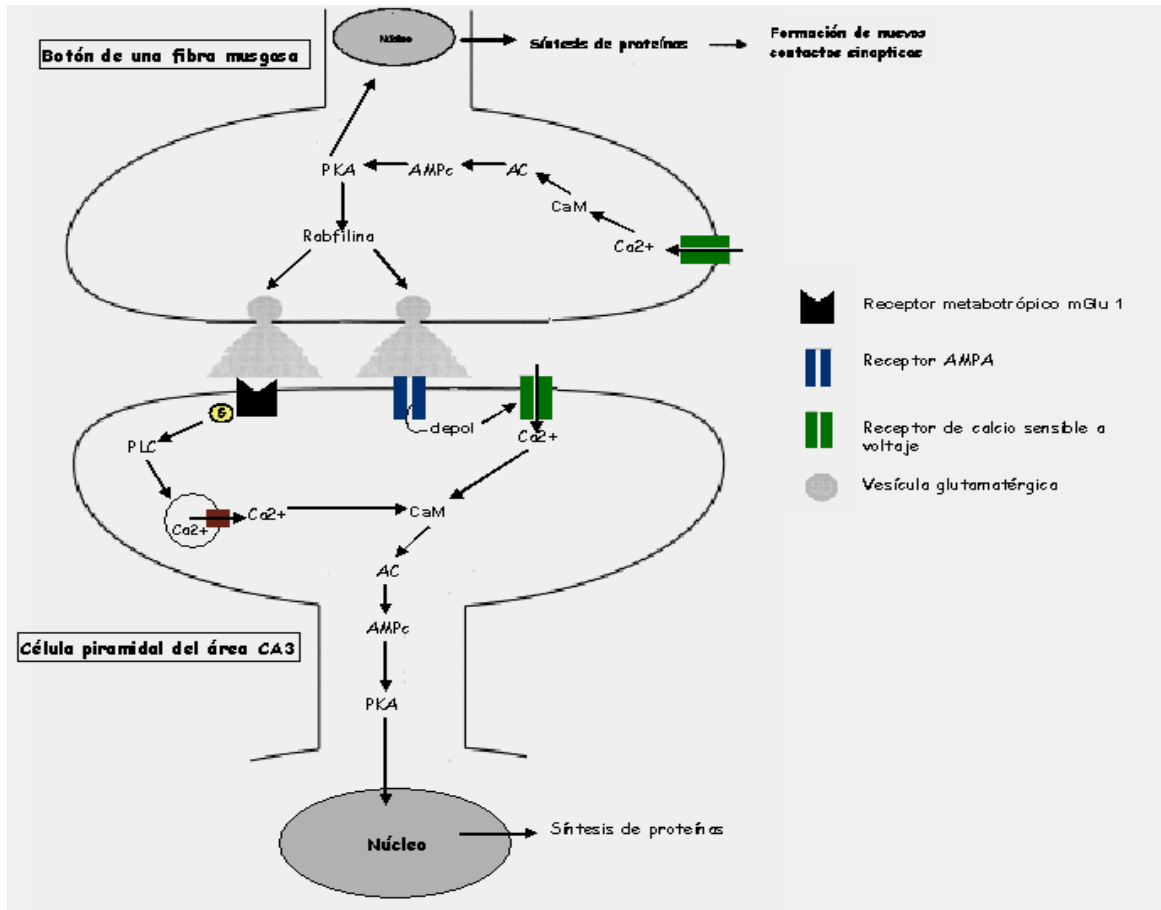 Núcleo
Síntesis de proteínas
Formación de nuevos
contactos sinapticos
Botón de una fibra musgosa
PKA
AMPc
AC
CaM
Ca2+
Rabfilina
Receptor metabotrópico mGlu 1
Receptor AMPA
Receptor de calcio sensible a
voltaje
Vesícula glutamatérgica
G
depol
Ca2+
PLC
Ca2+
Ca2+
CaM
AC
AMPc
Célula piramidal del área CA3
PKA
Núcleo
Síntesis de proteínas